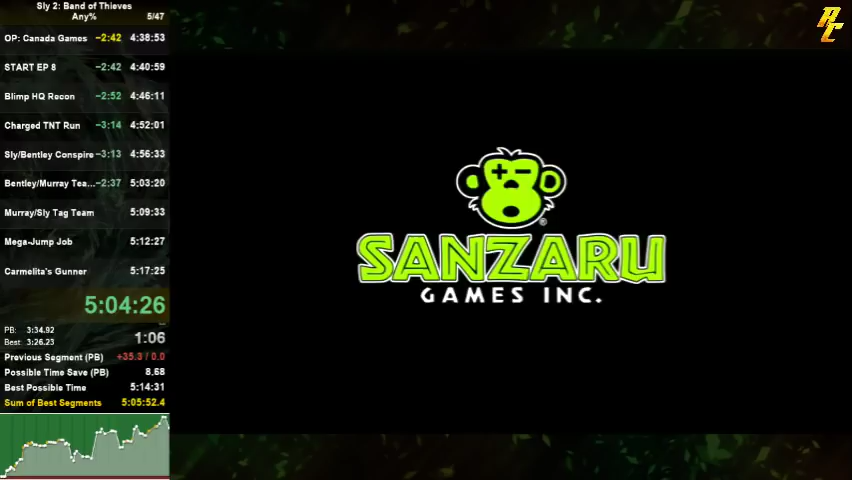 Sly 2: Band of Thieves
Any% 5/47
OP: Canada Games -2:42 4:38:53
START EP 8 -2:42 4:40:59
Blimp HQ Recon -2:52 4:46:11
Charged TNT Run -3:14 4:52:01
Sly/Bentley Conspire -3:13 4:56:33
Bentley/Murray Tea... -2:37 5:03:20
Murray/Sly Tag Team 5:09:33
Mega-Jump Job 5:12:27
Carmelita's Gunner 5:17:25
5:04:26
PB: 3:34.92
Best: 3:26.23
1:06
Previous Segment (PB) +35.3 / 0.0
Possible Time Save (PB) 8.68
Best Possible Time 5:14:31
Sum of Best Segments 5:05:52.4
RC
®
SANZARU
GAMES INC.